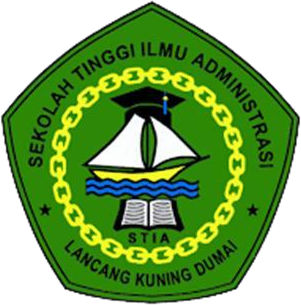 SEKOLAH TINGGI ILMU ADMINISTRASI
STIA
LANCANG KUNING DUMAI